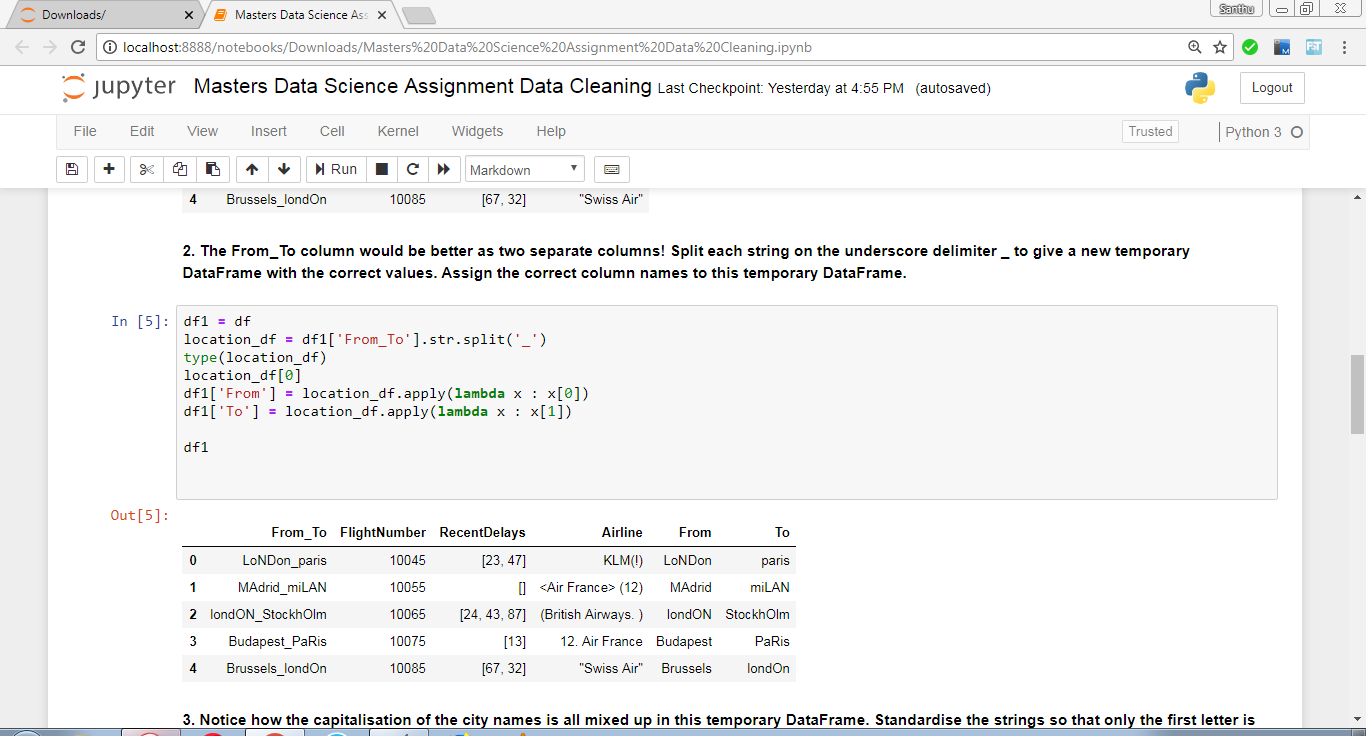 Downloads/
Masters Data Science Ass
Santhu
localhost:8888/notebooks/Downloads/Masters%20Data%20Science%20Assignment%20Data%20Cleaning.ipynb
jupyter Masters Data Science Assignment Data Cleaning Last Checkpoint: Yesterday at 4:55 PM (autosaved)
Logout
File Edit View Insert Cell Kernel Widgets Help
Trusted
Python 3
Run
Markdown
4 Brussels_londOn 10085 [67, 32] "Swiss Air"
2. The From_To column would be better as two separate columns! Split each string on the underscore delimiter _ to give a new temporary
DataFrame with the correct values. Assign the correct column names to this temporary DataFrame.
In [5]:
df1 = df
location_df = df1['From_To'].str.split('_')
type(location_df)
location_df[0]
df1['From'] = location_df.apply(lambda x : x[0])
df1['To'] = location_df.apply(lambda x : x[1])
df1
Out[5]:
From_To FlightNumber RecentDelays Airline From To
0 LoNDon_paris 10045 [23, 47] KLM(!) LoNDon paris
1 MAdrid_miLAN 10055 [] <Air France> (12) MAdrid miLAN
2 londON_StockhOlm 10065 [24, 43, 87] (British Airways. ) londON StockhOlm
3 Budapest_PaRis 10075 [13] 12. Air France Budapest PaRis
4 Brussels_londOn 10085 [67, 32] "Swiss Air" Brussels londOn
3. Notice how the capitalisation of the city names is all mixed up in this temporary DataFrame. Standardise the strings so that only the first letter is